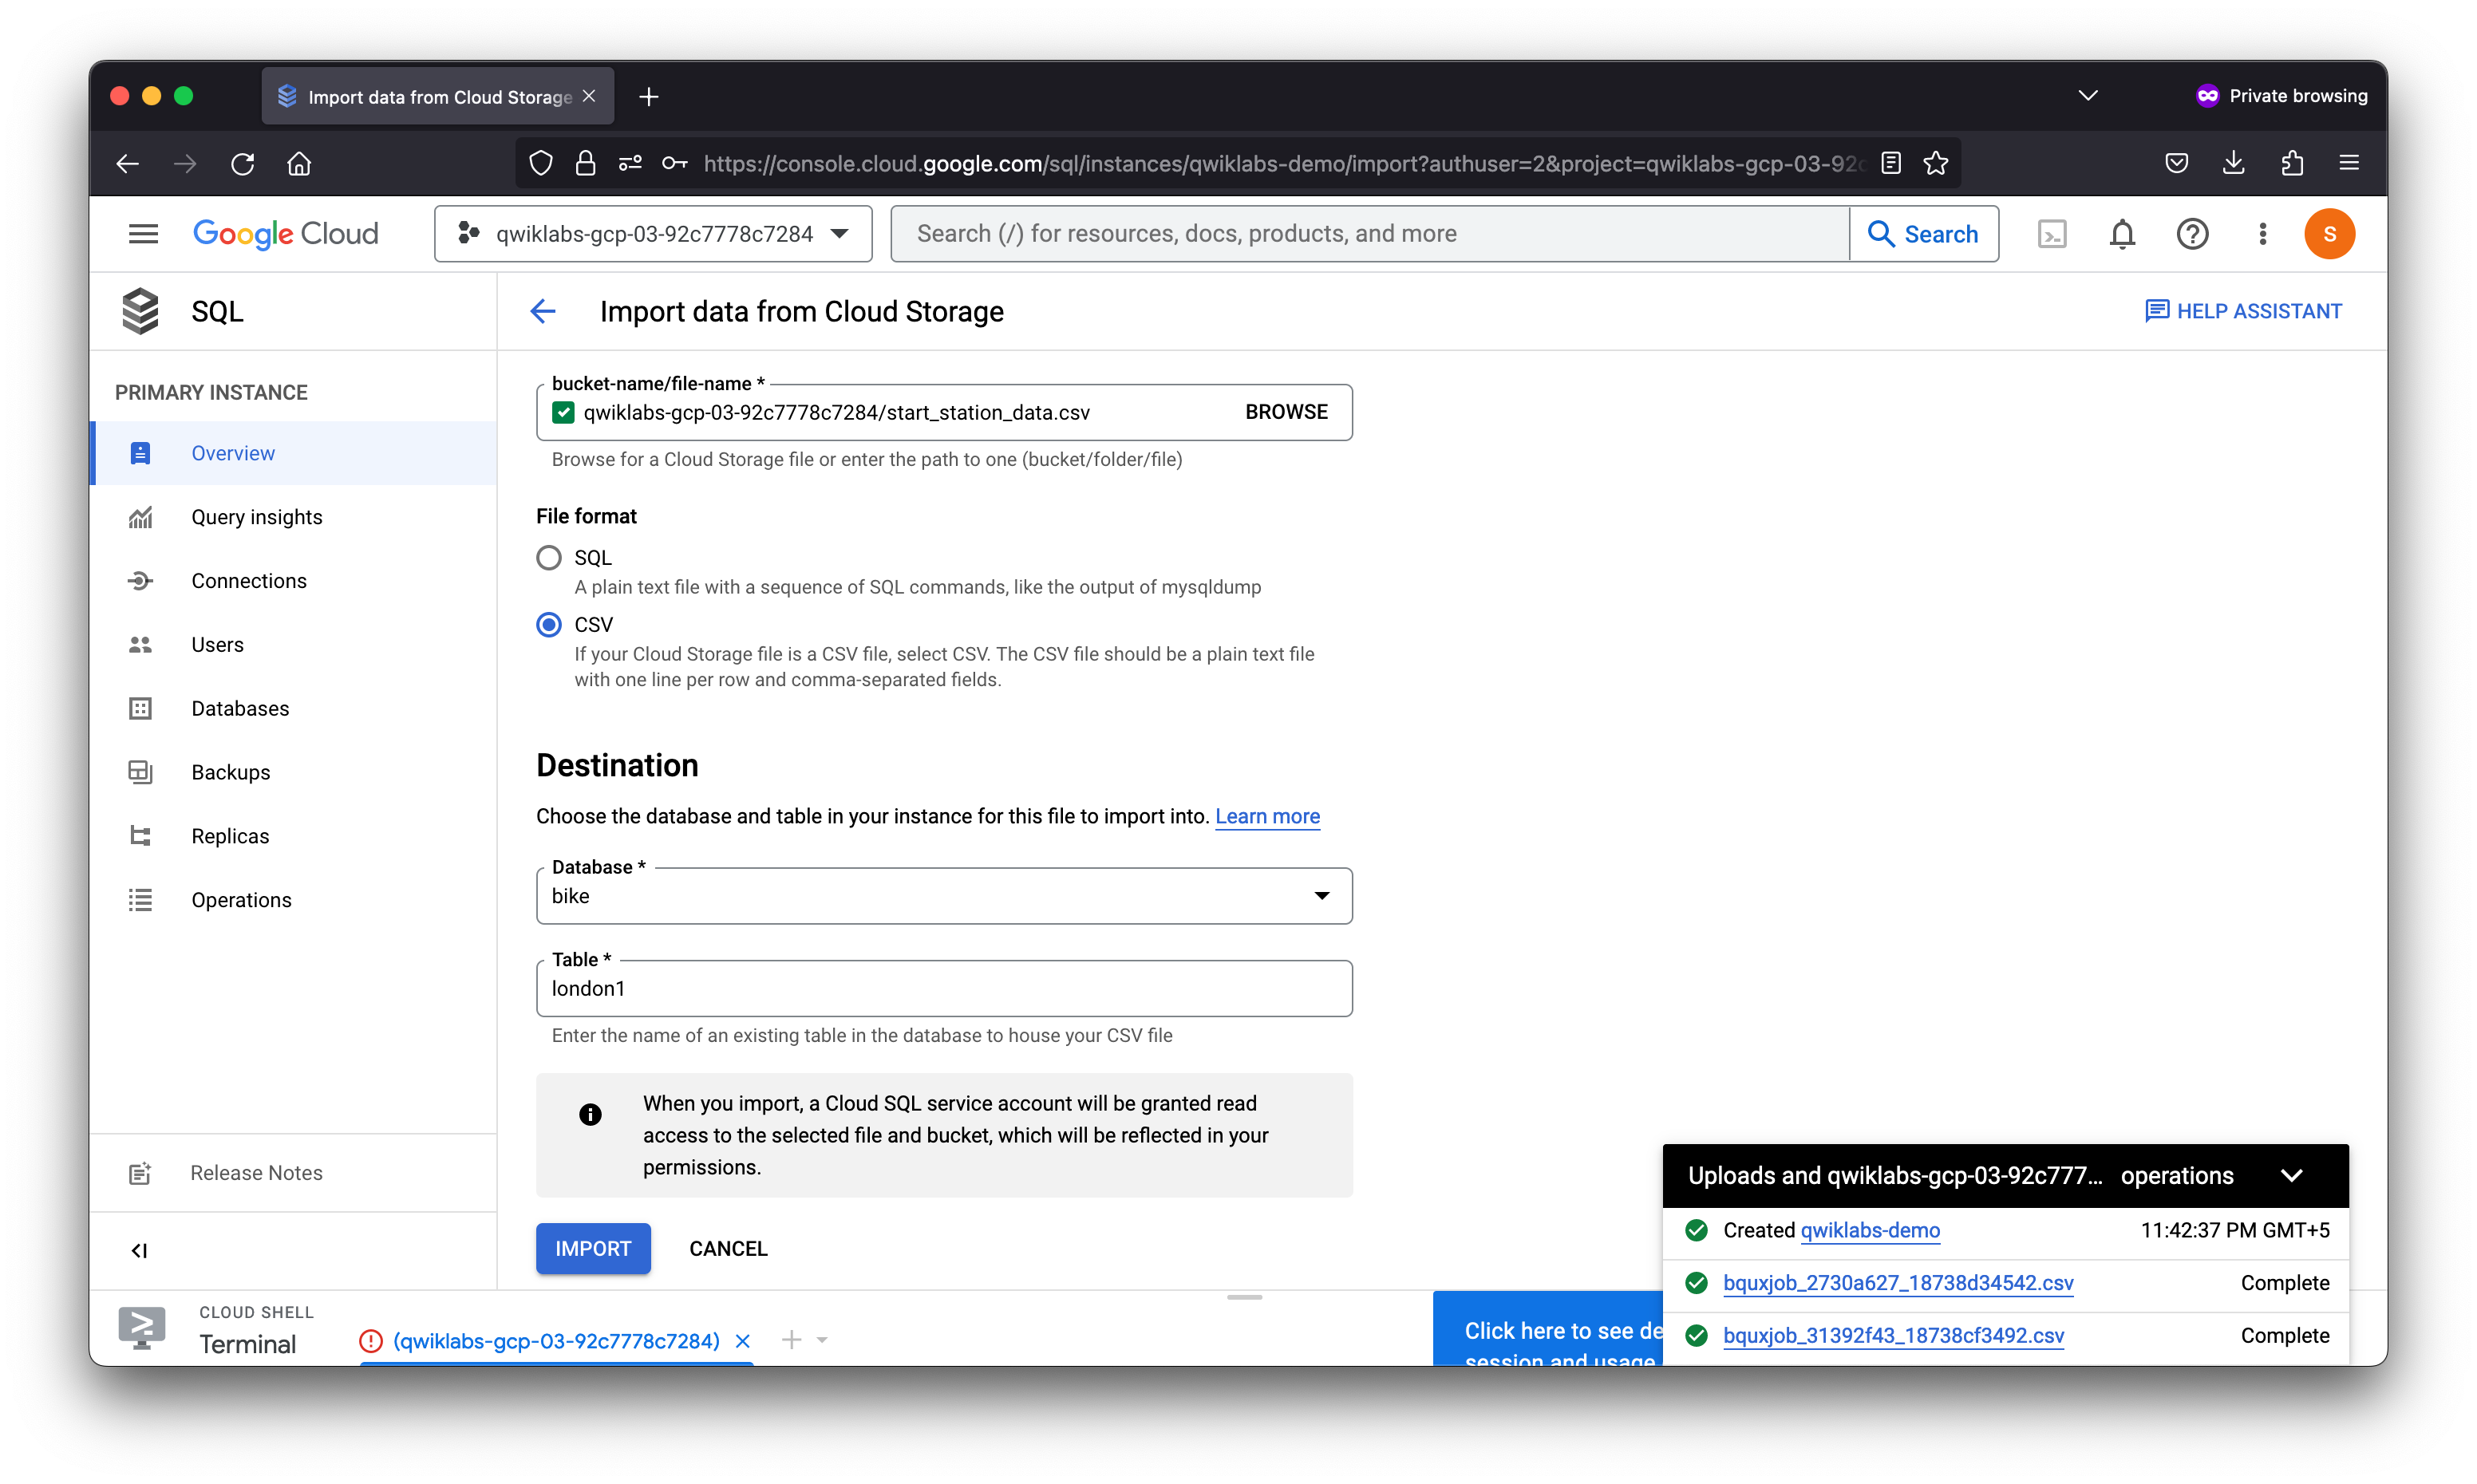 Import data from Cloud Storage
Private browsing
https://console.cloud.google.com/sql/instances/qwiklabs-demo/import?authuser=2&project=qwiklabs-gcp-03-92c
Google Cloud
qwiklabs-gcp-03-92c7778c7284
Search (/) for resources, docs, products, and more
Search
S
SQL
Import data from Cloud Storage
HELP ASSISTANT
PRIMARY INSTANCE
Overview
Query insights
Connections
Users
Databases
Backups
Replicas
Operations
Release Notes
bucket-name/file-name *
qwiklabs-gcp-03-92c7778c7284/start_station_data.csv
BROWSE
Browse for a Cloud Storage file or enter the path to one (bucket/folder/file)
File format
SQL
A plain text file with a sequence of SQL commands, like the output of mysqldump
CSV
If your Cloud Storage file is a CSV file, select CSV. The CSV file should be a plain text file
with one line per row and comma-separated fields.
Destination
Choose the database and table in your instance for this file to import into. Learn more
Database *
bike
Table *
london1
Enter the name of an existing table in the database to house your CSV file
When you import, a Cloud SQL service account will be granted read
access to the selected file and bucket, which will be reflected in your
permissions.
IMPORT
CANCEL
Uploads and qwiklabs-gcp-03-92c777... operations
Created qwiklabs-demo
11:42:37 PM GMT+5
bquxjob_2730a627_18738d34542.csv
Complete
bquxjob_31392f43_18738cf3492.csv
Complete
CLOUD SHELL
Terminal
(qwiklabs-gcp-03-92c7778c7284)
Click here to see de
session and usage